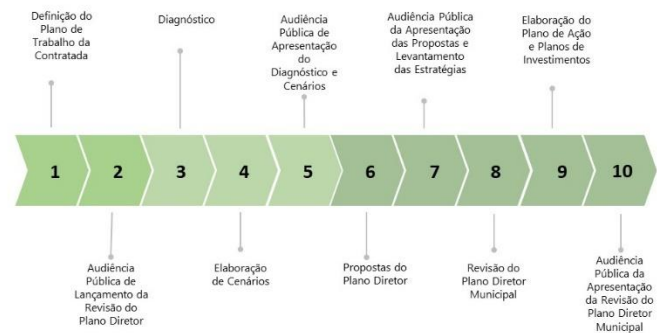 Definição do
Plano de
Trabalho da
Contratada
Diagnóstico
Audiência
Pública de
Apresentação
do
Diagnóstico e
Cenários
Audiência Pública
da Apresentação
das Propostas e
Levantamento
das Estratégias
Elaboração do
Plano de Ação
e Planos de
Investimentos
1
2
3
4
5
6
7
8
9
10
Audiência
Pública de
Lançamento da
Revisão do
Plano Diretor
Elaboração
de Cenários
Propostas do
Plano Diretor
Revisão do
Plano Diretor
Municipal
Audiência
Pública da
Apresentação
da Revisão do
Plano Diretor
Municipal